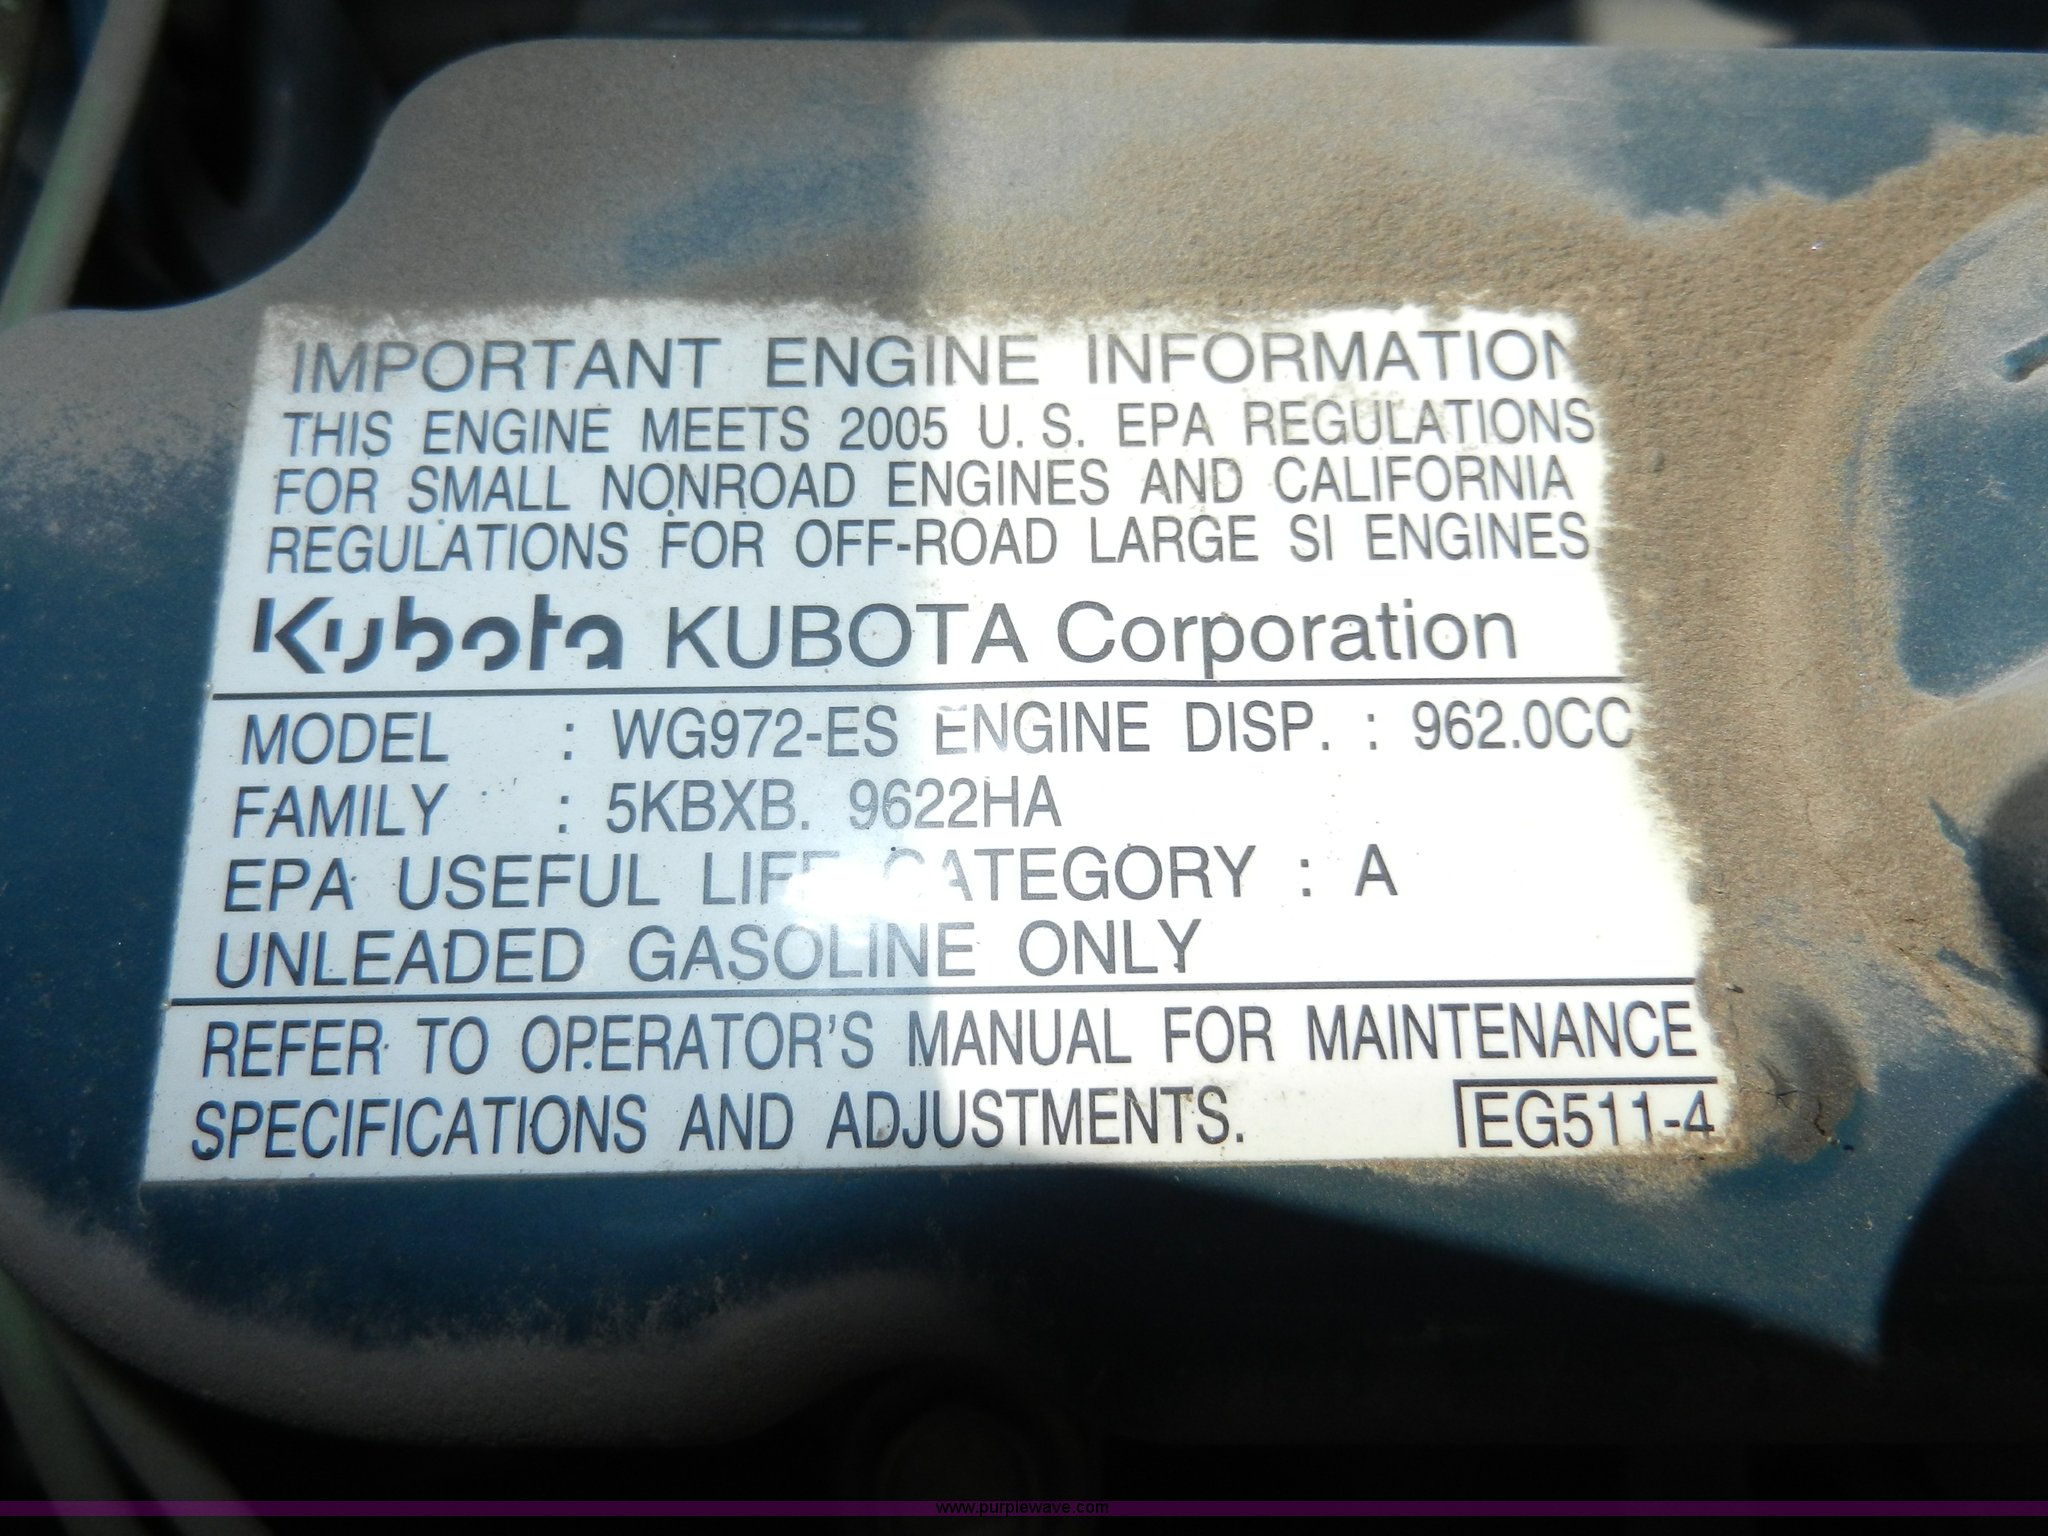 IMPORTANT ENGINE INFORMATION
THIS ENGINE MEETS 2005 U. S. EPA REGULATIONS
FOR SMALL NONROAD ENGINES AND CALIFORNIA
REGULATIONS FOR OFF-ROAD LARGE SI ENGINES
Kubota KUBOTA Corporation
MODEL : WG972-ES ENGINE DISP. : 962.0CC
FAMILY : 5KBXB. 9622HA
EPA USEFUL LIFE CATEGORY : A
UNLEADED GASOLINE ONLY
REFER TO OPERATOR'S MANUAL FOR MAINTENANCE
SPECIFICATIONS AND ADJUSTMENTS. EG511-4
www.purplewave.com